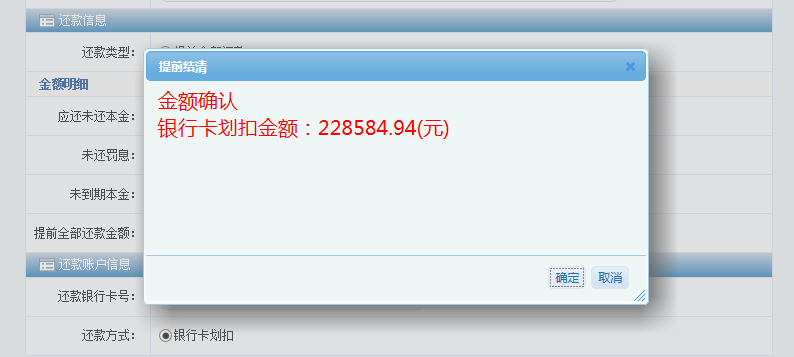 还款信息
还款类型：
提前结清
金额明细
金额确认
应还未还本金：
银行卡划扣金额：228584.94(元)
未还罚息：
未到期本金：
提前全部还款金额：
还款账户信息
确定 取消
还款银行卡号：
还款方式： 银行卡划扣